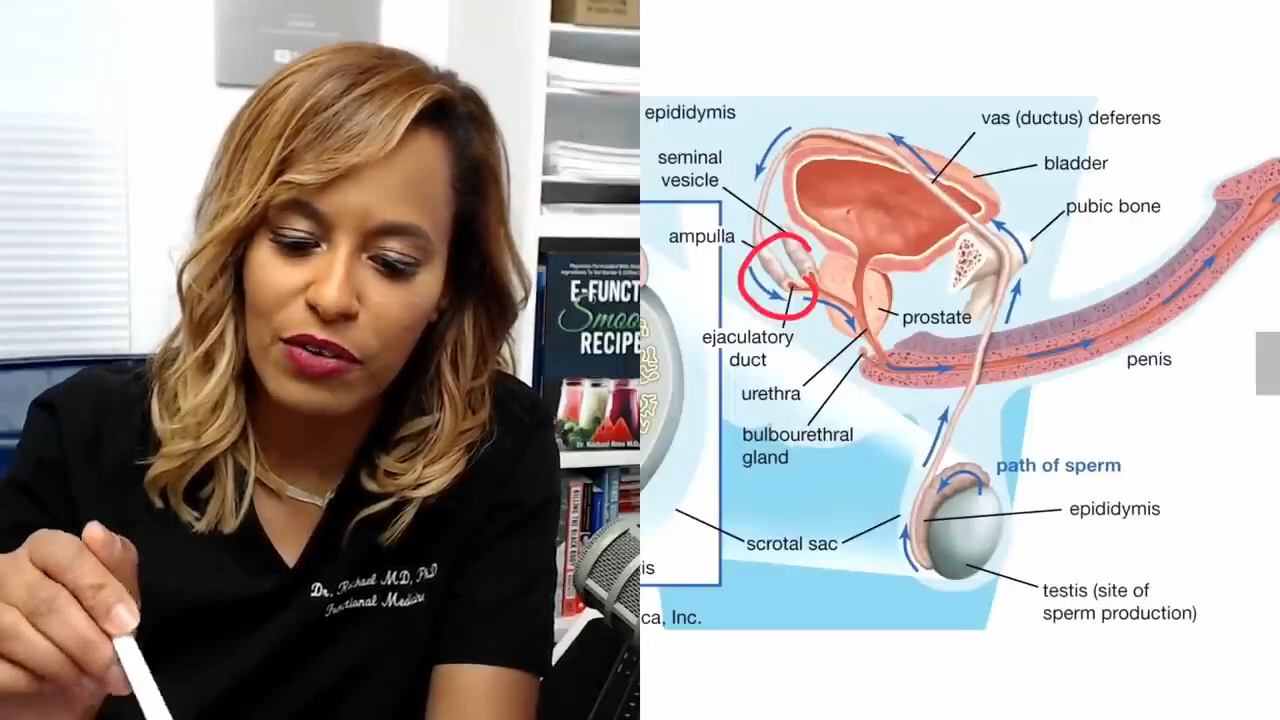 E-FUNCT
Smoo
RECIPE
Dr. Rachael MD, PhD
Functional Medicine
epididymis
vas (ductus) deferens
seminal
vesicle
bladder
pubic bone
ampulla
prostate
ejaculatory
duct
penis
urethra
bulbourethral
gland
path of sperm
epididymis
scrotal sac
is
testis (site of
sperm production)
ca, Inc.